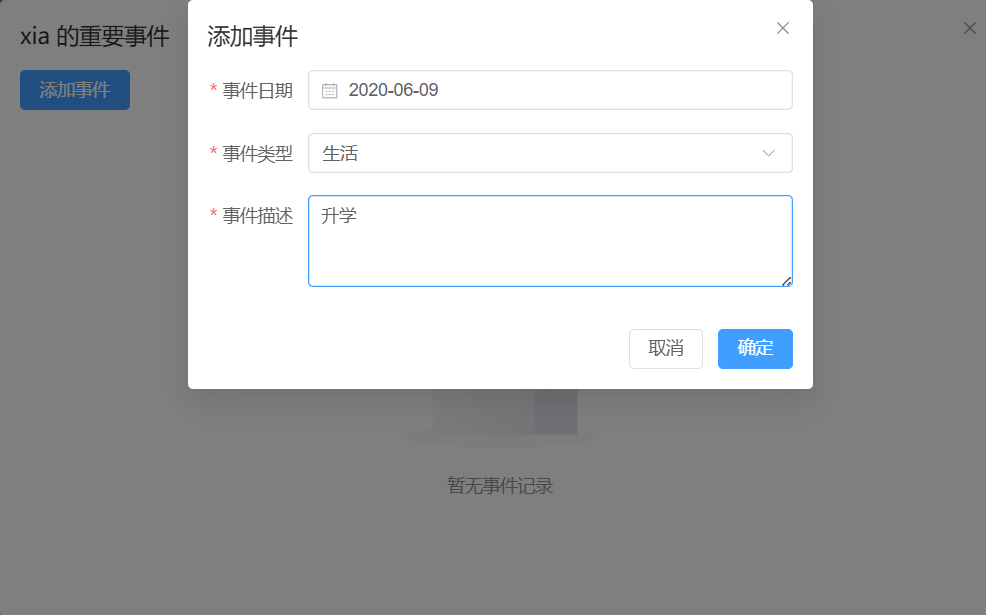 xia 的重要事件
添加事件
添加事件
* 事件日期 2020-06-09
* 事件类型 生活
* 事件描述 升学
取消 确定
暂无事件记录